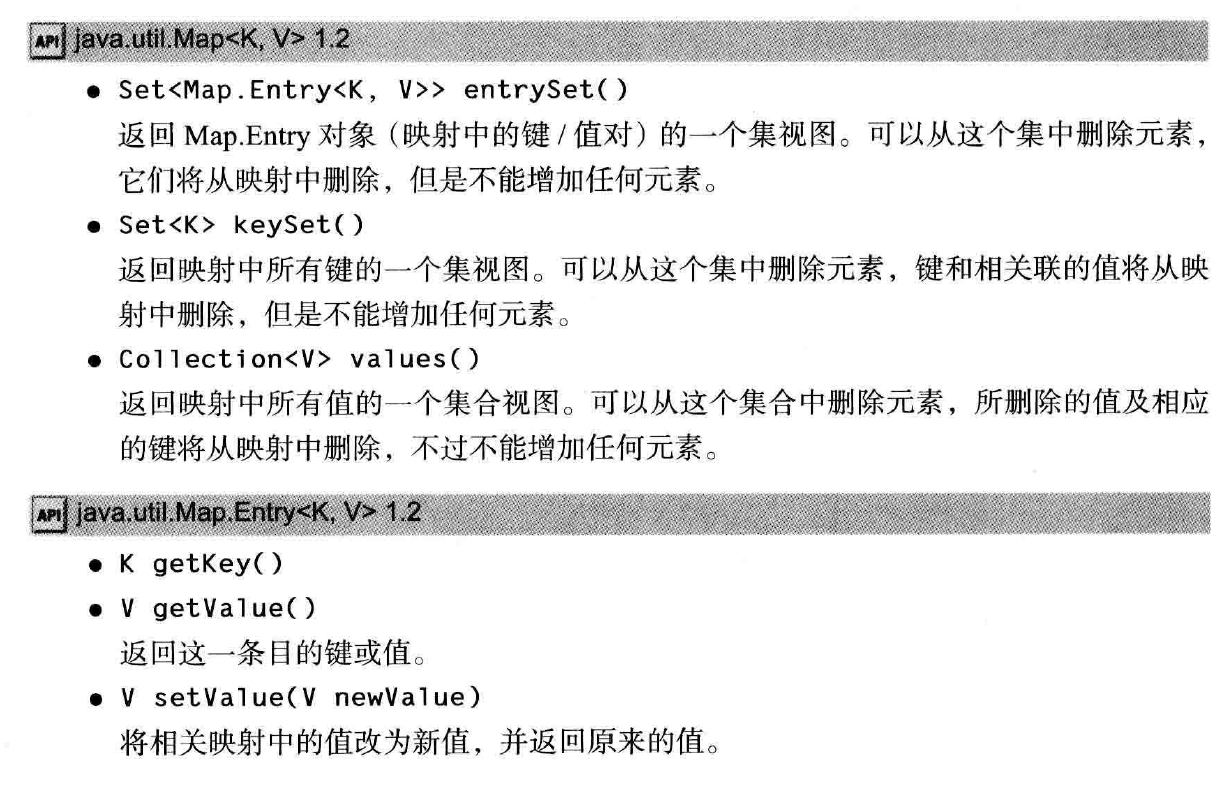 API java.util.Map<K, V> 1.2
● Set<Map.Entry<K, V>> entrySet()
返回 Map.Entry 对象（映射中的键 / 值对）的一个集视图。可以从这个集中删除元素，
它们将从映射中删除，但是不能增加任何元素。
● Set<K> keySet()
返回映射中所有键的一个集视图。可以从这个集中删除元素，键和相关联的值将从映
射中删除，但是不能增加任何元素。
● Collection<V> values()
返回映射中所有值的一个集合视图。可以从这个集合中删除元素，所删除的值及相应
的键将从映射中删除，不过不能增加任何元素。
API java.util.Map.Entry<K, V> 1.2
● K getKey()
● V getValue()
返回这一条目的键或值。
● V setValue(V newValue)
将相关映射中的值改为新值，并返回原来的值。